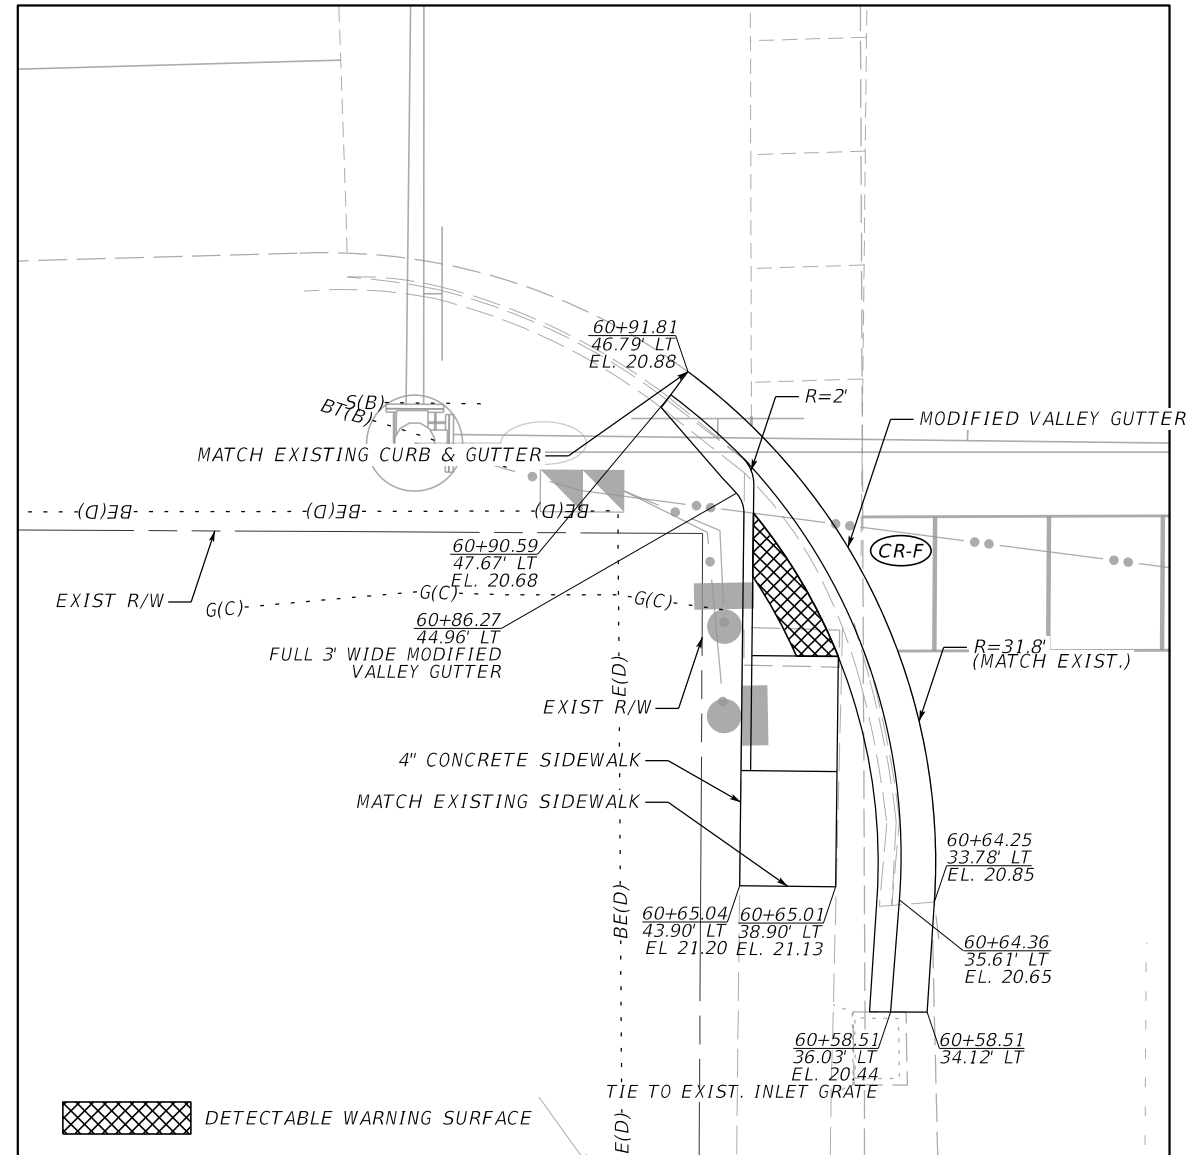 60+91.81
46.79' LT
EL. 20.88
S(B)
BT(B)
R=2'
MODIFIED VALLEY GUTTER
MATCH EXISTING CURB & GUTTER
BE(D)
BE(D)
BE(D)
CR-F
60+90.59
47.67' LT
EL. 20.68
EXIST R/W
G(C)
G(C)
G(C)
60+86.27
44.96' LT
FULL 3' WIDE MODIFIED
VALLEY GUTTER
R=31.8'
(MATCH EXIST.)
E(D)
EXIST R/W
4" CONCRETE SIDEWALK
MATCH EXISTING SIDEWALK
60+64.25
33.78' LT
EL. 20.85
BE(D)
60+65.04
43.90' LT
EL 21.20
60+65.01
38.90' LT
EL. 21.13
60+64.36
35.61' LT
EL. 20.65
60+58.51
36.03' LT
EL. 20.44
TIE TO EXIST. INLET GRATE
60+58.51
34.12' LT
E(D)
DETECTABLE WARNING SURFACE